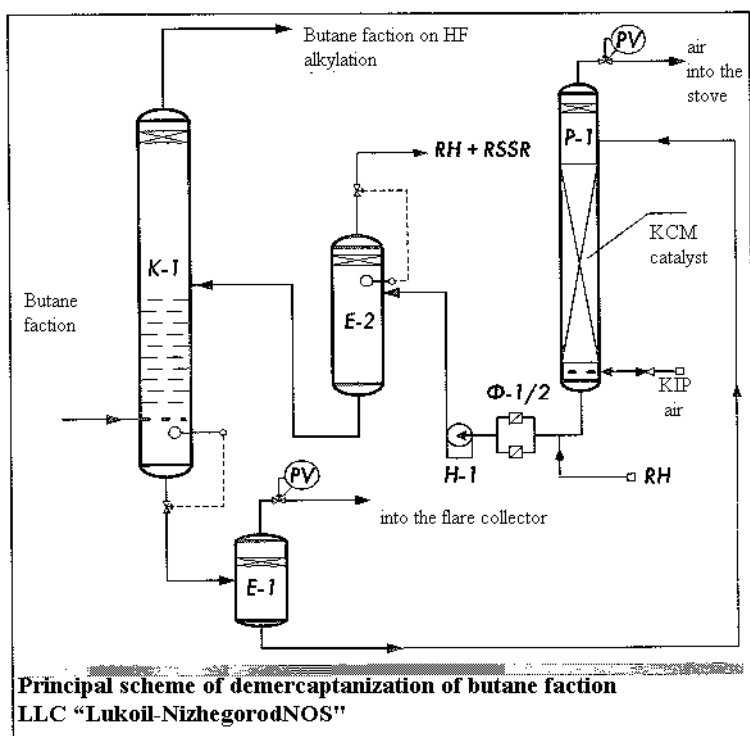 Butane faction on HF
alkylation
PV
air
into the
stove
P-1
RH + RSSR
KCM
catalyst
K-1
Butane
faction
E-2
Ф-1/2
KIP
air
H-1
RH
PV
into the flare collector
E-1
Principal scheme of demercaptanization of butane faction
LLC “Lukoil-NizhegorodNOS"